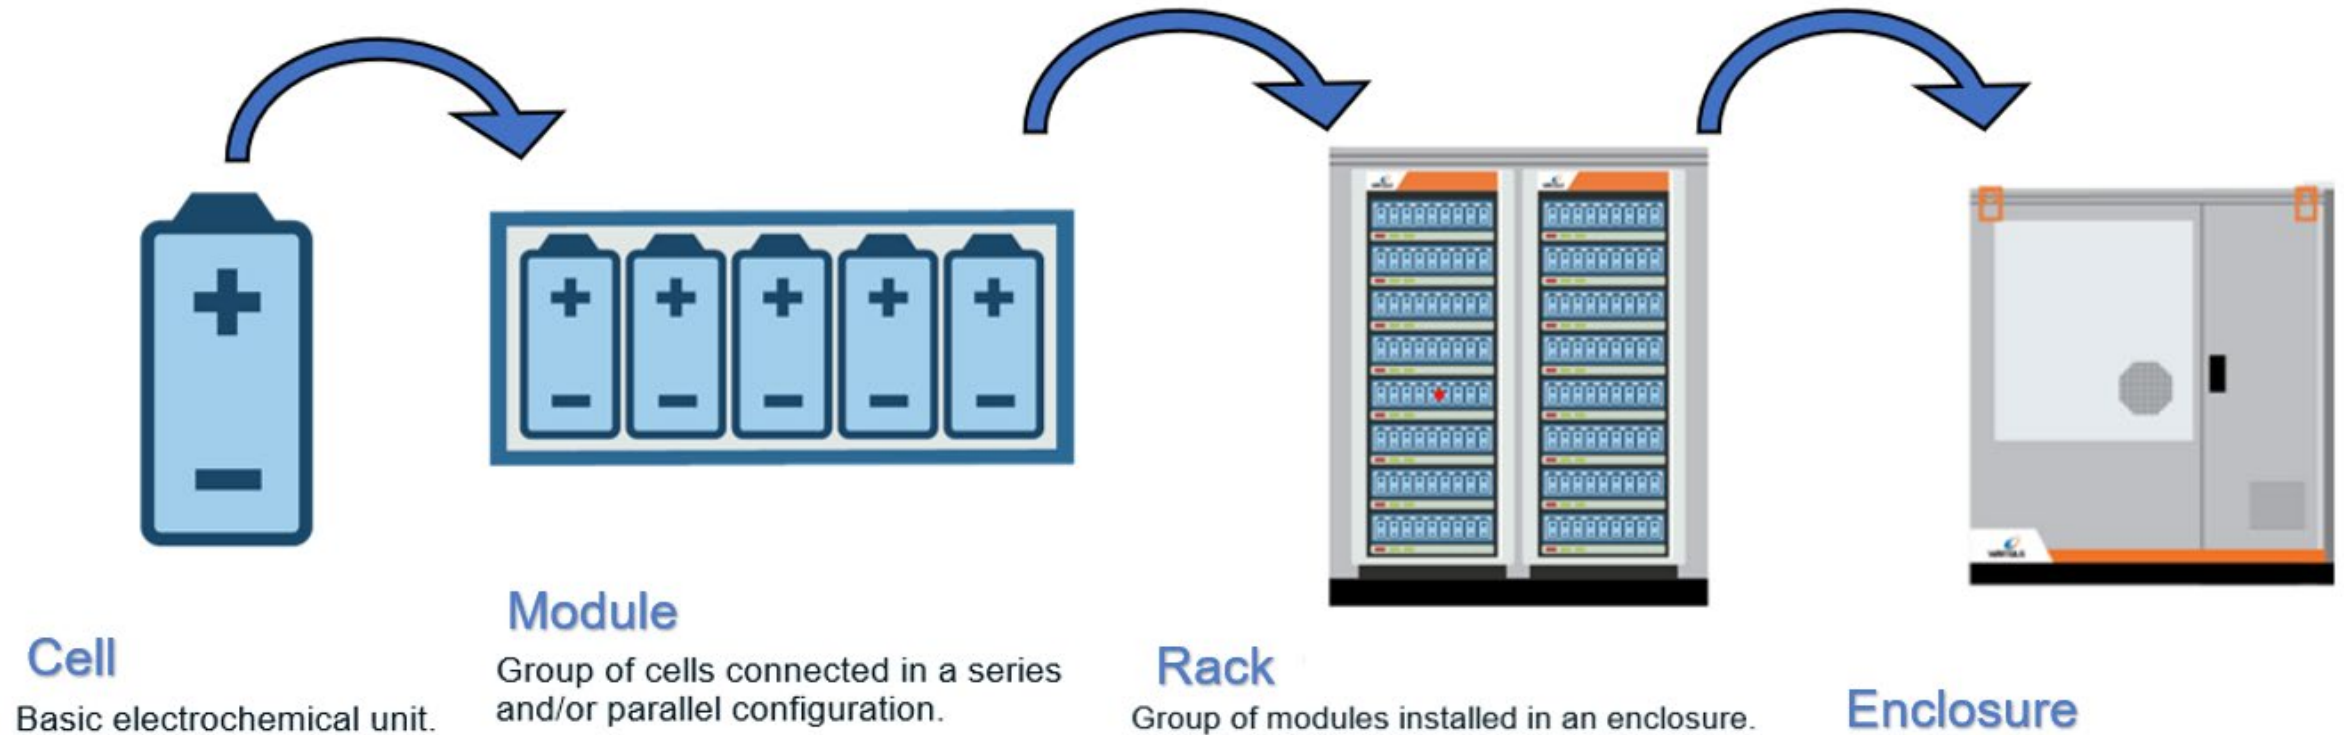 Cell
Basic electrochemical unit.
Module
Group of cells connected in a series
and/or parallel configuration.
Rack
Group of modules installed in an enclosure.
Enclosure